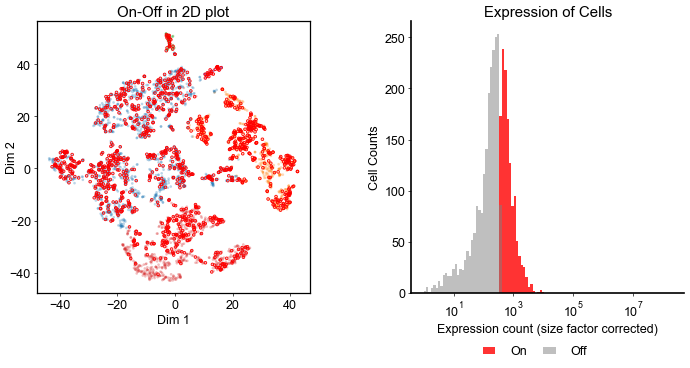 On-Off in 2D plot
Expression of Cells
Dim 2
40
20
0
−20
−40
−40 −20 0 20 40
Dim 1
Cell Counts
250
200
150
100
50
0
10^1 10^3 10^5 10^7
Expression count (size factor corrected)
On Off